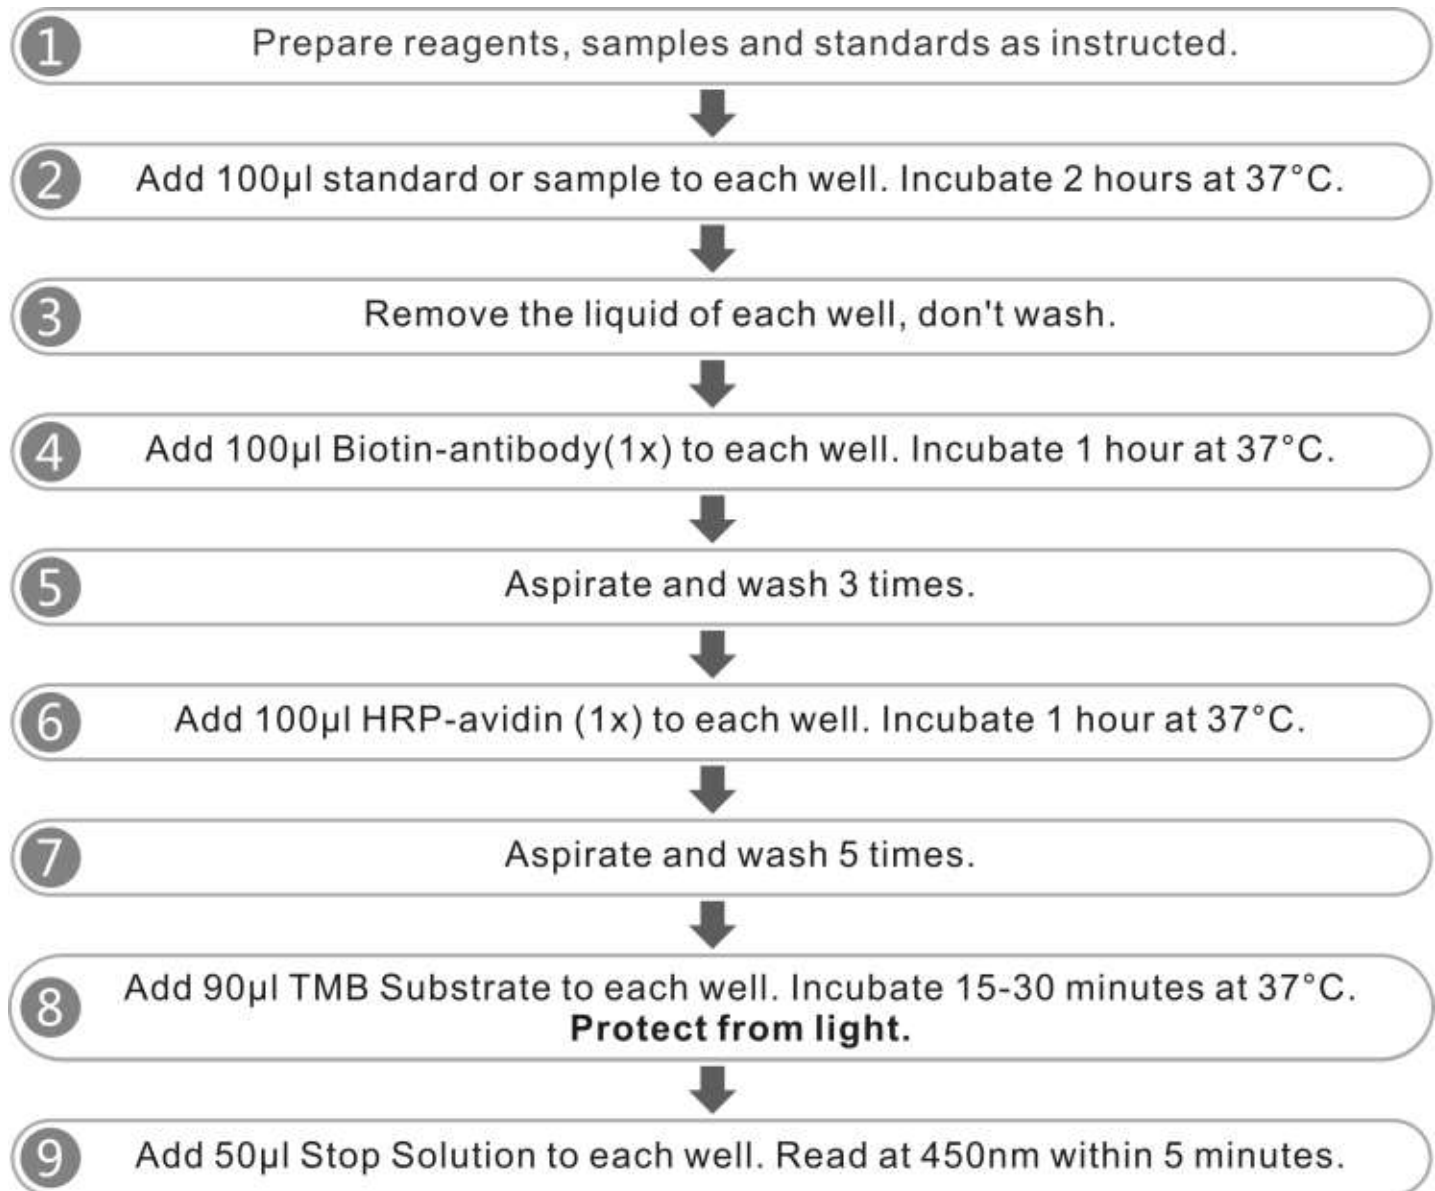 1 Prepare reagents, samples and standards as instructed.
2 Add 100µl standard or sample to each well. Incubate 2 hours at 37°C.
3 Remove the liquid of each well, don't wash.
4 Add 100µl Biotin-antibody(1x) to each well. Incubate 1 hour at 37°C.
5 Aspirate and wash 3 times.
6 Add 100µl HRP-avidin (1x) to each well. Incubate 1 hour at 37°C.
7 Aspirate and wash 5 times.
8 Add 90µl TMB Substrate to each well. Incubate 15-30 minutes at 37°C.
Protect from light.
9 Add 50µl Stop Solution to each well. Read at 450nm within 5 minutes.